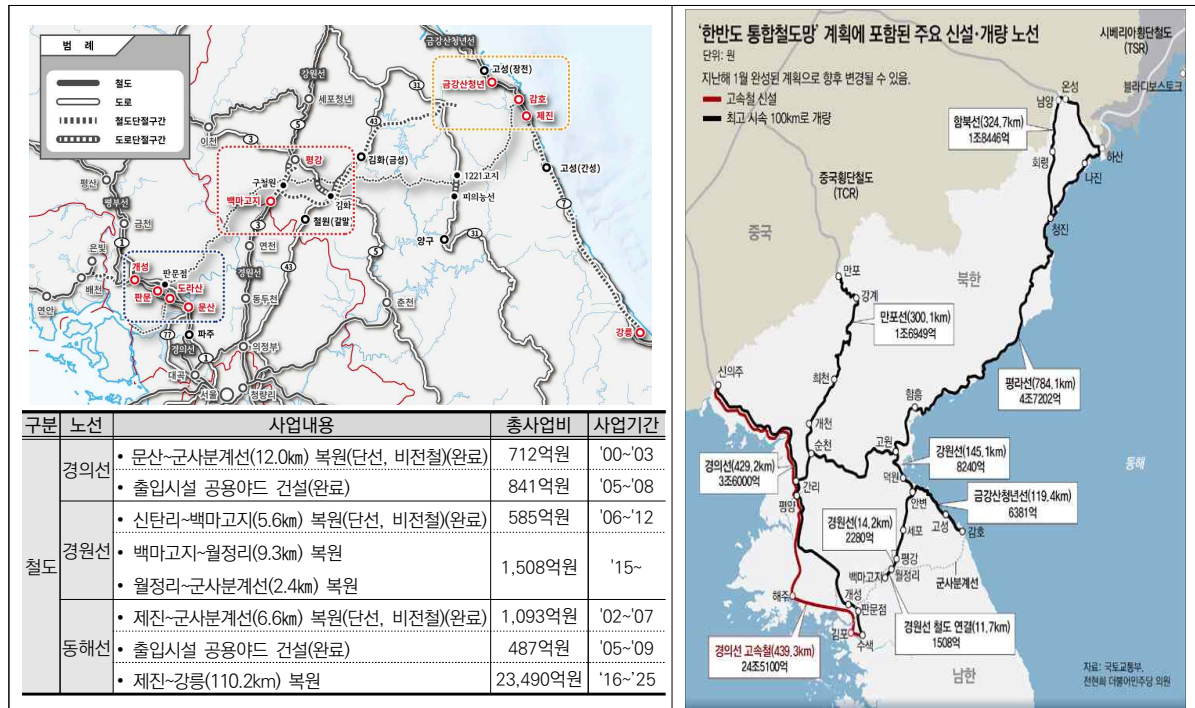 범 례
철도
도로
철도단절구간
도로단절구간
금강산청년선
고성(장전)
금강산청년
감호
제진
강원선
세포청년
이천
3
5
43
31
평강
김화(금성)
고성(간성)
구철원
1221고지
백마고지
김화
피의능선
철원(갈말)
평산
평부선
금천
1
3
연천
43
5
양구
31
7
은빛
개성
판문점
도라산
판문
문산
배천
연안
경원선
동두천
춘천
강릉
77
파주
경의선
1
의정부
대곡
서울
청량리
구분 노선 사업내용 총사업비 사업기간
철도
경의선
• 문산~군사분계선(12.0㎞) 복원(단선, 비전철)(완료) 712억원 '00~'03
• 출입시설 공용야드 건설(완료) 841억원 '05~'08
경원선
• 신탄리~백마고지(5.6㎞) 복원(단선, 비전철)(완료) 585억원 '06~'12
• 백마고지~월정리(9.3㎞) 복원
• 월정리~군사분계선(2.4㎞) 복원
1,508억원 '15~
동해선
• 제진~군사분계선(6.6㎞) 복원(단선, 비전철)(완료) 1,093억원 '02~'07
• 출입시설 공용야드 건설(완료) 487억원 '05~'09
• 제진~강릉(110.2km) 복원 23,490억원 '16~'25
'한반도 통합철도망' 계획에 포함된 주요 신설·개량 노선
단위: 원
지난해 1월 완성된 계획으로 향후 변경될 수 있음.
고속철 신설
최고 시속 100km로 개량
시베리아횡단철도
(TSR)
블라디보스토크
온성
남양
함북선(324.7km)
1조8446억
회령
하산
나진
청진
중국횡단철도
(TCR)
중국
북한
만포
강계
만포선(300.1km)
1조6949억
희천
신의주
평라선(784.1km)
4조7202억
함흥
개천
순천
고원
강원선(145.1km)
8240억
동해
경의선(429.2km)
3조6000억
간리
평양
덕원
안변
금강산청년선(119.4km)
6381억
경원선(14.2km)
2280억
세포
고성
감호
평강
백마고지
월정리
군사분계선
해주
개성
판문점
김포
수색
경원선 철도 연결(11.7km)
1508억
경의선 고속철(439.3km)
24조5100억
남한
자료: 국토교통부,
전현희 더불어민주당 의원